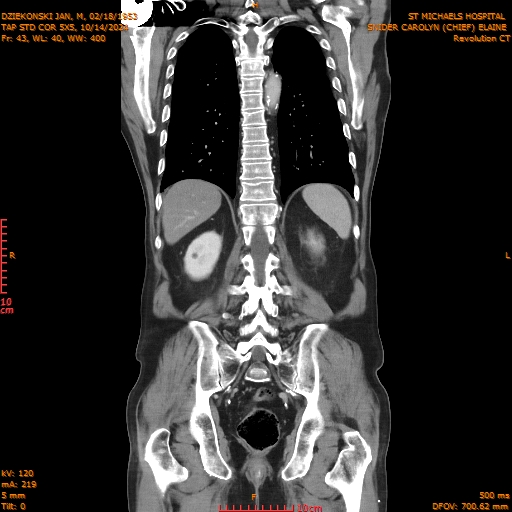 DZIEKONSKI JAN, M, 02/18/1953
TAP STD COR 5X5, 10/14/2024
Fr: 43, WL: 40, WW: 400
ST MICHAELS HOSPITAL
SNIDER CAROLYN (CHIEF) ELAINE
Revolution CT
R
L
10
cm
kV: 120
mA: 219
5 mm
Tilt: 0
F
10cm
500 ms
DFOV: 700.62 mm